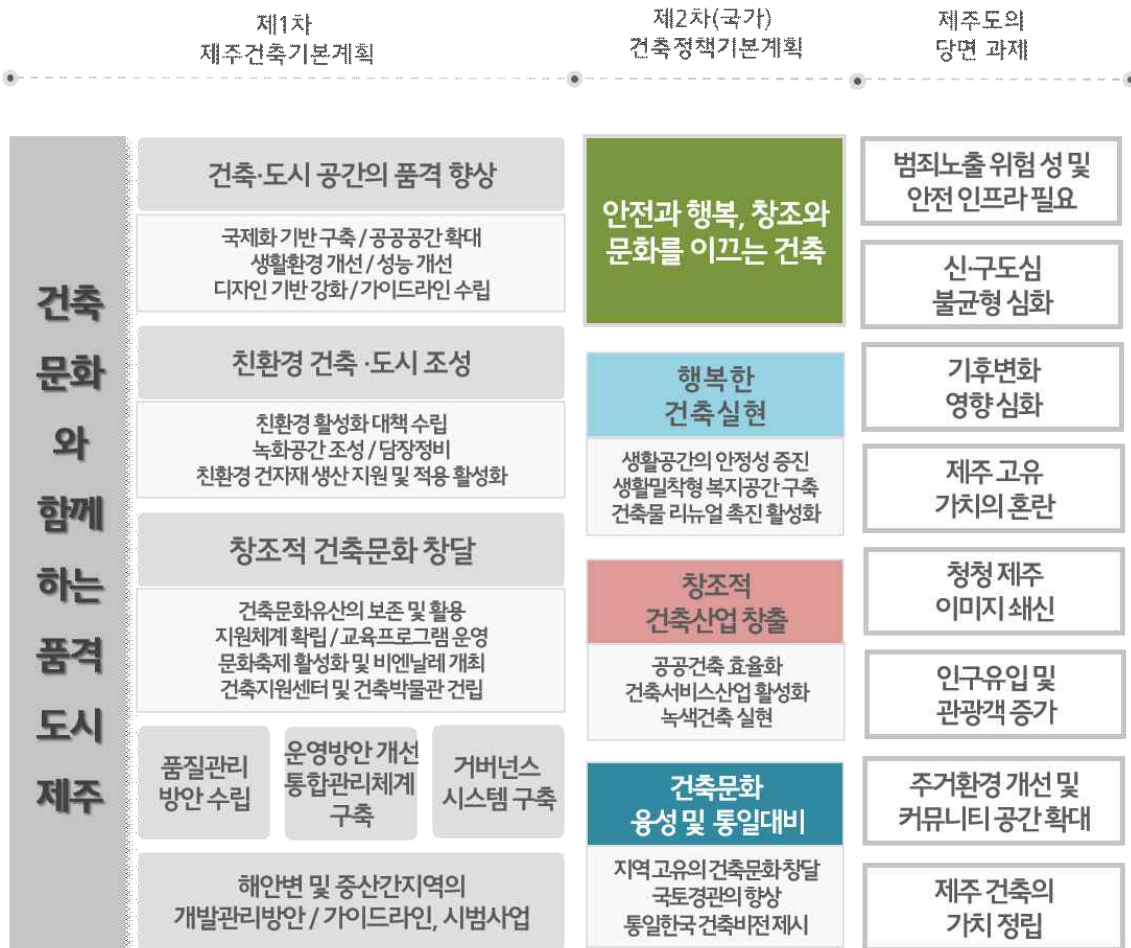 제1차
제주건축기본계획
제2차(국가)
건축정책기본계획
제주도의
당면 과제
건축
문화
와
함께
하는
품격
도시
제주
건축·도시 공간의 품격 향상
국제화 기반 구축 / 공공공간 확대
생활환경 개선 / 성능 개선
디자인 기반 강화 / 가이드라인 수립
친환경 건축 ·도시 조성
친환경 활성화 대책 수립
녹화공간 조성 / 담장정비
친환경 건자재 생산 지원 및 적용 활성화
창조적 건축문화 창달
건축문화유산의 보존 및 활용
지원체계 확립 / 교육프로그램 운영
문화축제 활성화 및 비엔날레 개최
건축지원센터 및 건축박물관 건립
품질관리
방안 수립
운영방안 개선
통합관리체계
구축
거버넌스
시스템 구축
해안변 및 중산간지역의
개발관리방안 / 가이드라인, 시범사업
안전과 행복, 창조와
문화를 이끄는 건축
행복한
건축실현
생활공간의 안정성 증진
생활밀착형 복지공간 구축
건축물 리뉴얼 촉진 활성화
창조적
건축산업 창출
공공건축 효율화
건축서비스산업 활성화
녹색건축 실현
건축문화
융성 및 통일대비
지역 고유의 건축문화 창달
국토경관의 향상
통일한국 건축비전 제시
범죄노출 위험 성 및
안전 인프라 필요
신·구도심
불균형 심화
기후변화
영향 심화
제주 고유
가치의 혼란
청청 제주
이미지 쇄신
인구유입 및
관광객 증가
주거환경 개선 및
커뮤니티 공간 확대
제주 건축의
가치 정립